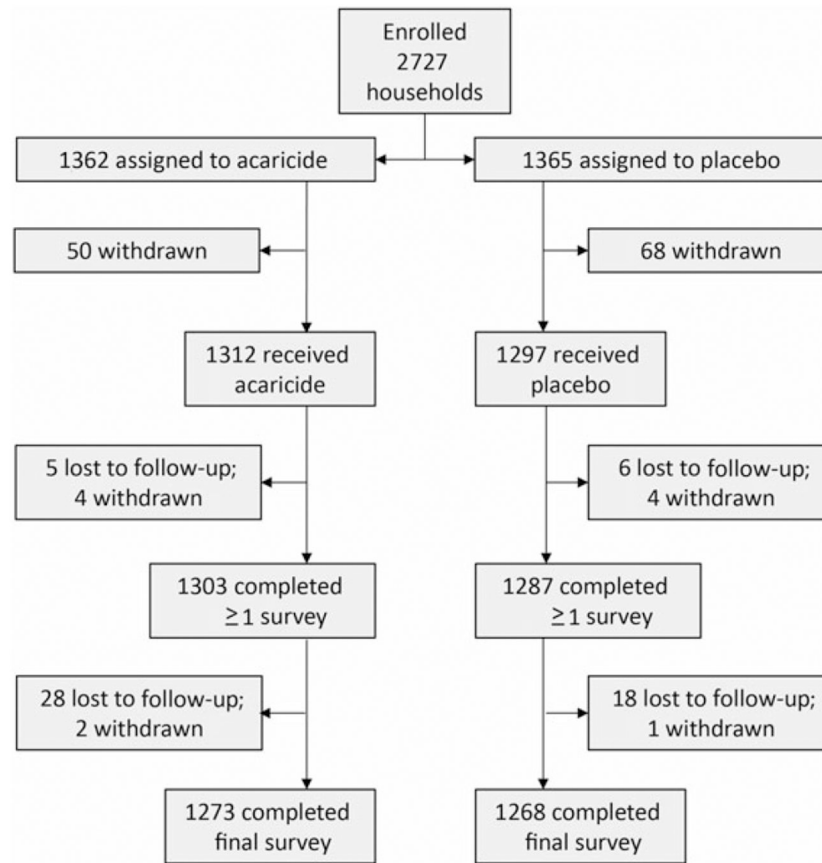 Enrolled
2727
households
1362 assigned to acaricide
1365 assigned to placebo
50 withdrawn
68 withdrawn
1312 received
acaricide
1297 received
placebo
5 lost to follow-up;
4 withdrawn
6 lost to follow-up;
4 withdrawn
1303 completed
≥1 survey
1287 completed
≥1 survey
28 lost to follow-up;
2 withdrawn
18 lost to follow-up;
1 withdrawn
1273 completed
final survey
1268 completed
final survey